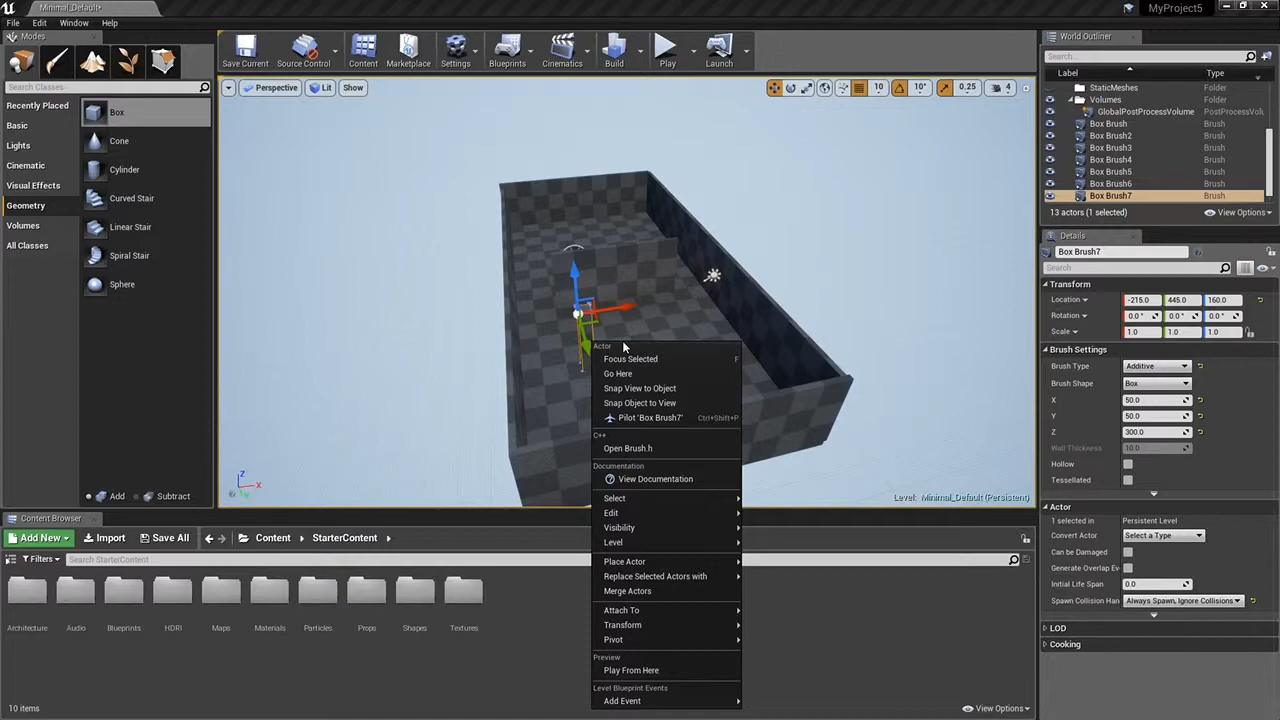 Minimal_Default*
MyProject5
File Edit Window Help
Modes
Search Classes
Recently Placed
Basic
Lights
Cinematic
Visual Effects
Geometry
Volumes
All Classes
Box
Cone
Cylinder
Curved Stair
Linear Stair
Spiral Stair
Sphere
Add Subtract
Save Current Source Control Content Marketplace Settings Blueprints Cinematics Build Play Launch
Perspective Lit Show
10 10° 0.25 4
Z
X
Level: Minimal_Default (Persistent)
Actor
Focus Selected F
Go Here
Snap View to Object
Snap Object to View
Pilot 'Box Brush7' Ctrl+Shift+P
C++
Open Brush.h
Documentation
View Documentation
Select
Edit
Visibility
Level
Place Actor
Replace Selected Actors with
Merge Actors
Attach To
Transform
Pivot
Preview
Play From Here
Level Blueprint Events
Add Event
Content Browser
Add New Import Save All Content StarterContent
Filters Search StarterContent
Architecture Audio Blueprints HDRI Maps Materials Particles Props Shapes Textures
10 items
View Options
World Outliner
Search...
Label Type
StaticMeshes Folder
Volumes Folder
GlobalPostProcessVolume PostProcessVolu
Box Brush Brush
Box Brush2 Brush
Box Brush3 Brush
Box Brush4 Brush
Box Brush5 Brush
Box Brush6 Brush
Box Brush7 Brush
13 actors (1 selected) View Options
Details
Box Brush7
Search
Transform
Location -215.0 445.0 160.0
Rotation 0.0° 0.0° 0.0°
Scale 1.0 1.0 1.0
Brush Settings
Brush Type Additive
Brush Shape Box
X 50.0
Y 50.0
Z 300.0
Wall Thickness 10.0
Hollow
Tessellated
Actor
1 selected in Persistent Level
Convert Actor Select a Type
Can be Damaged
Generate Overlap Ev
Initial Life Span 0.0
Spawn Collision Han Always Spawn, Ignore Collisions
LOD
Cooking